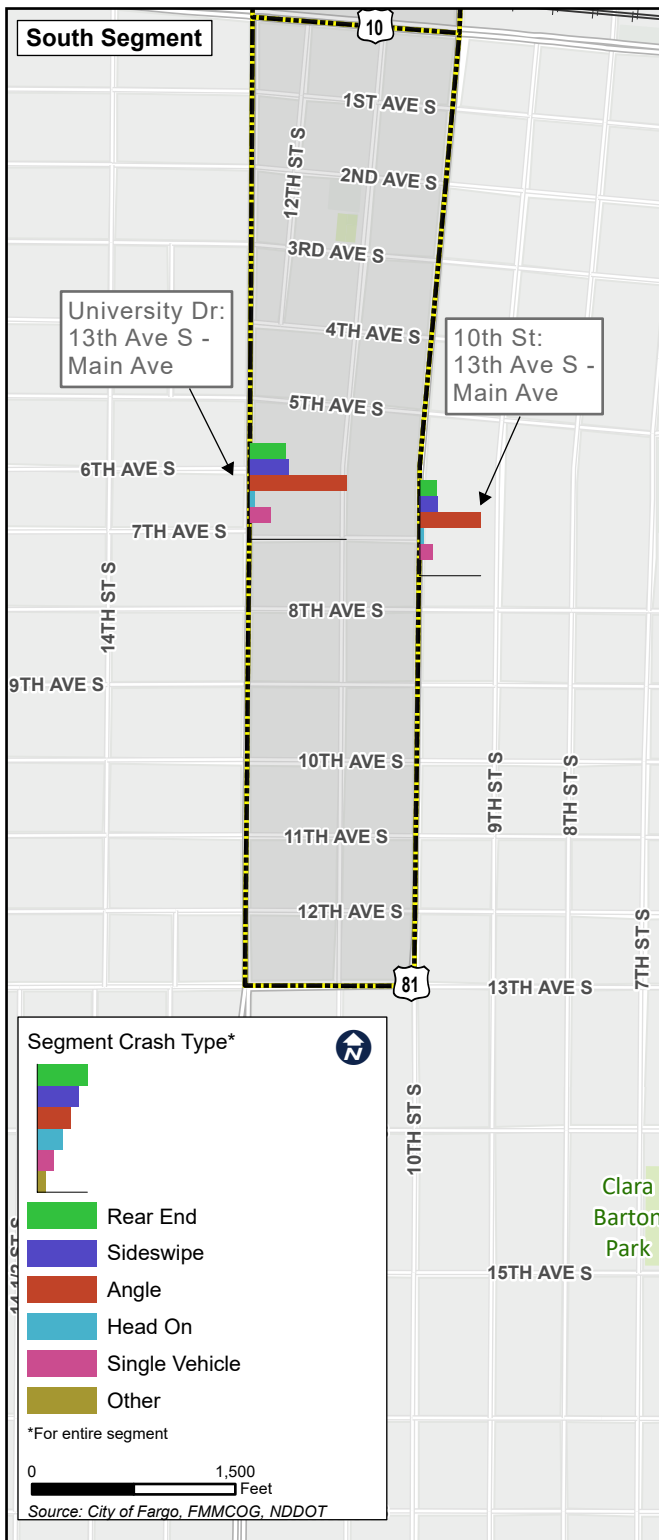 South Segment
10
1ST AVE S
12TH ST S
2ND AVE S
3RD AVE S
University Dr:
13th Ave S -
Main Ave
4TH AVE S
10th St:
13th Ave S -
Main Ave
5TH AVE S
6TH AVE S
7TH AVE S
14TH ST S
8TH AVE S
9TH AVE S
10TH AVE S
9TH ST S
8TH ST S
11TH AVE S
12TH AVE S
7TH ST S
81
13TH AVE S
Segment Crash Type*
N
10TH ST S
Clara
Barton
Park
Rear End
14 1/2 ST S
Sideswipe
15TH AVE S
Angle
Head On
Single Vehicle
Other
*For entire segment
0 1,500
Feet
Source: City of Fargo, FMMCOG, NDDOT